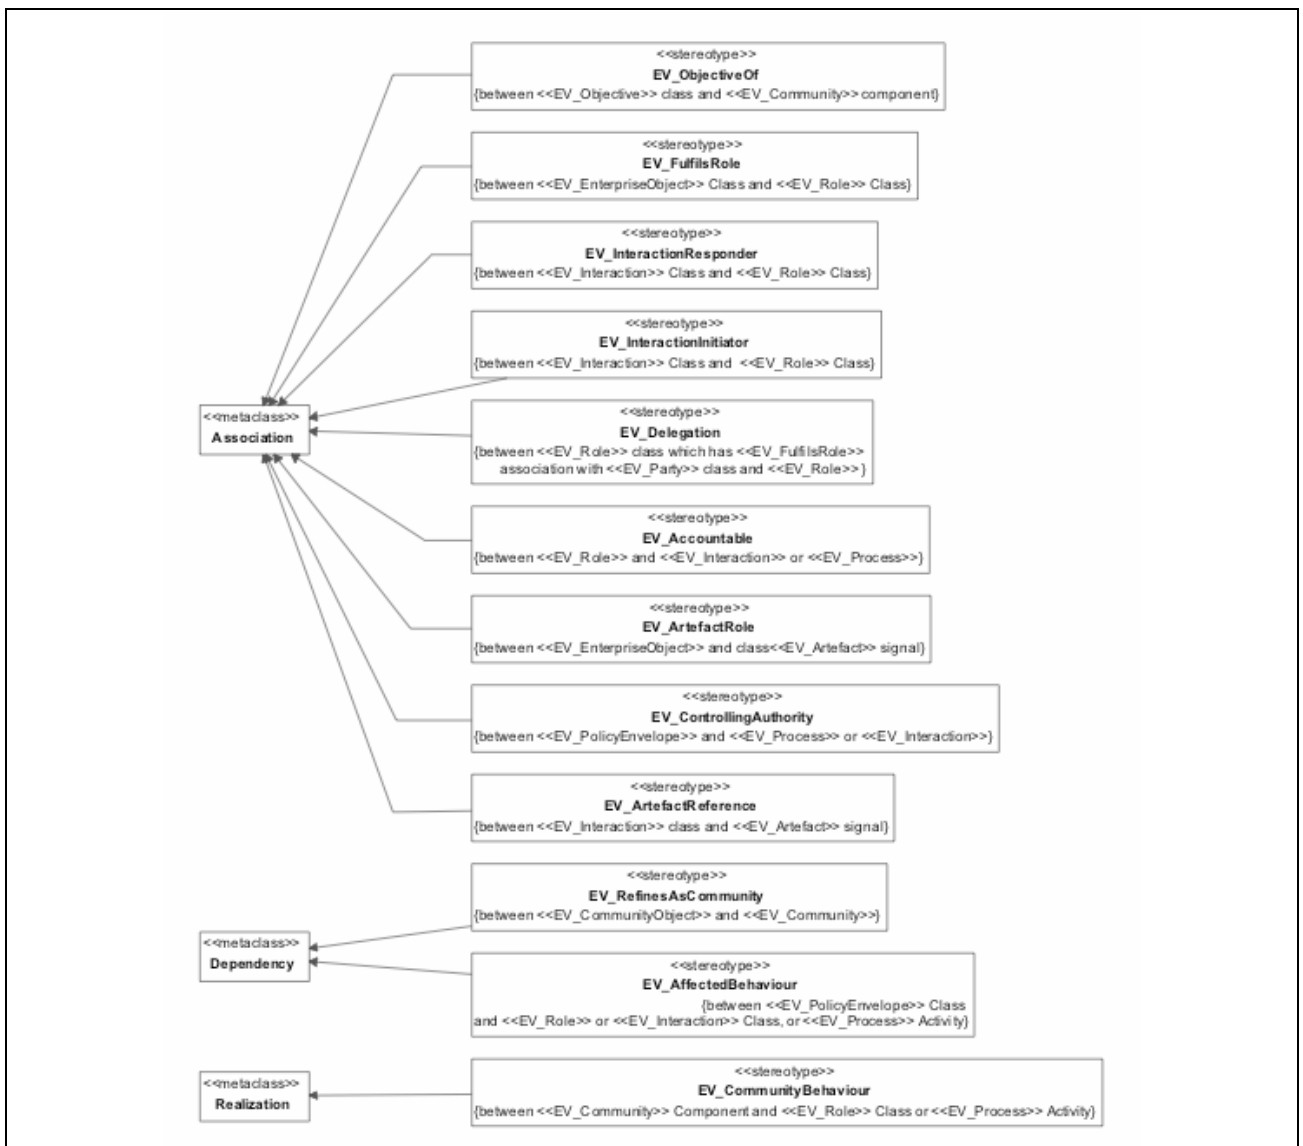 <<stereotype>>
EV_ObjectiveOf
{between <<EV_Objective>> class and <<EV_Community>> component}
<<stereotype>>
EV_FulfilsRole
{between <<EV_EnterpriseObject>> Class and <<EV_Role>> Class}
<<stereotype>>
EV_InteractionResponder
{between <<EV_Interaction>> Class and <<EV_Role>> Class}
<<stereotype>>
EV_InteractionInitiator
{between <<EV_Interaction>> Class and <<EV_Role>> Class}
<<metaclass>>
Association
<<stereotype>>
EV_Delegation
{between <<EV_Role>> class which has <<EV_FulfilsRole>>
association with <<EV_Party>> class and <<EV_Role>> }
<<stereotype>>
EV_Accountable
{between <<EV_Role>> and <<EV_Interaction>> or <<EV_Process>>}
<<stereotype>>
EV_ArtefactRole
{between <<EV_EnterpriseObject>> and class<<EV_Artefact>> signal}
<<stereotype>>
EV_ControllingAuthority
{between <<EV_PolicyEnvelope>> and <<EV_Process>> or <<EV_Interaction>>}
<<stereotype>>
EV_ArtefactReference
{between <<EV_Interaction>> class and <<EV_Artefact>> signal}
<<stereotype>>
EV_RefinesAsCommunity
{between <<EV_CommunityObject>> and <<EV_Community>>}
<<metaclass>>
Dependency
<<stereotype>>
EV_AffectedBehaviour
{between <<EV_PolicyEnvelope>> Class
and <<EV_Role>> or <<EV_Interaction>> Class, or <<EV_Process>> Activity}
<<metaclass>>
Realization
<<stereotype>>
EV_CommunityBehaviour
{between <<EV_Community>> Component and <<EV_Role>> Class or <<EV_Process>> Activity}